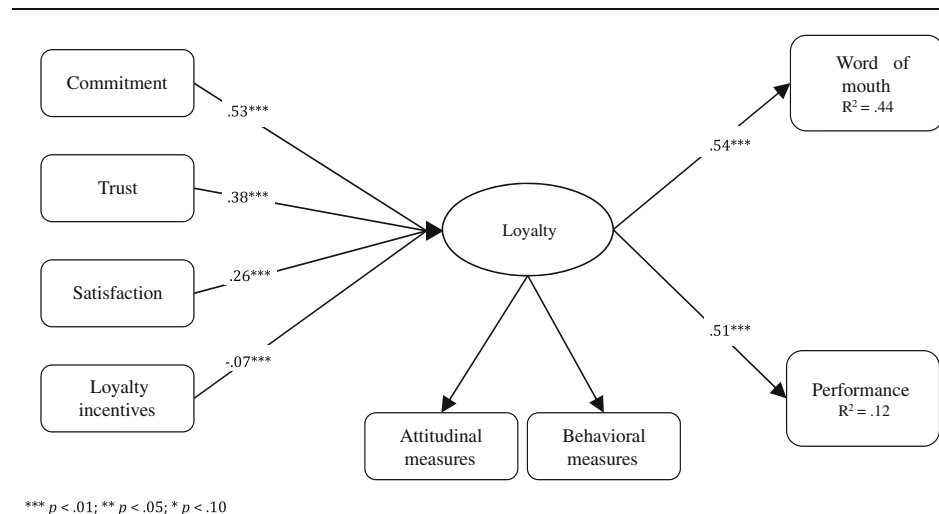 Commitment
Trust
Satisfaction
Loyalty
incentives
.53***
.38***
.26***
-.07***
Loyalty
Attitudinal
measures
Behavioral
measures
.54***
.51***
Word of
mouth
R² = .44
Performance
R² = .12
*** p < .01; ** p < .05; * p < .10